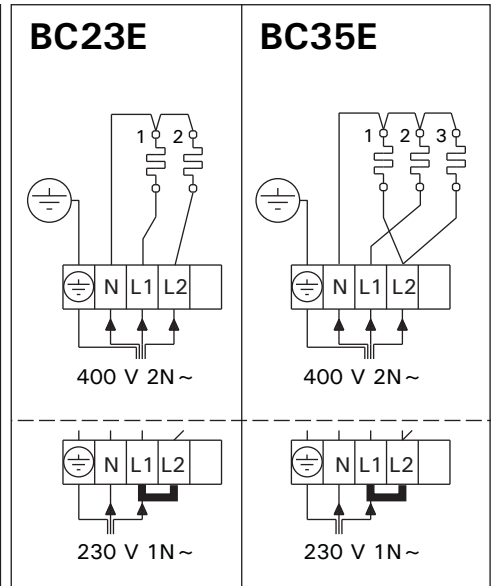 BC23E
1 2
N L1 L2
400 V 2N~
N L1 L2
230 V 1N~
BC35E
1 2 3
N L1 L2
400 V 2N~
N L1 L2
230 V 1N~